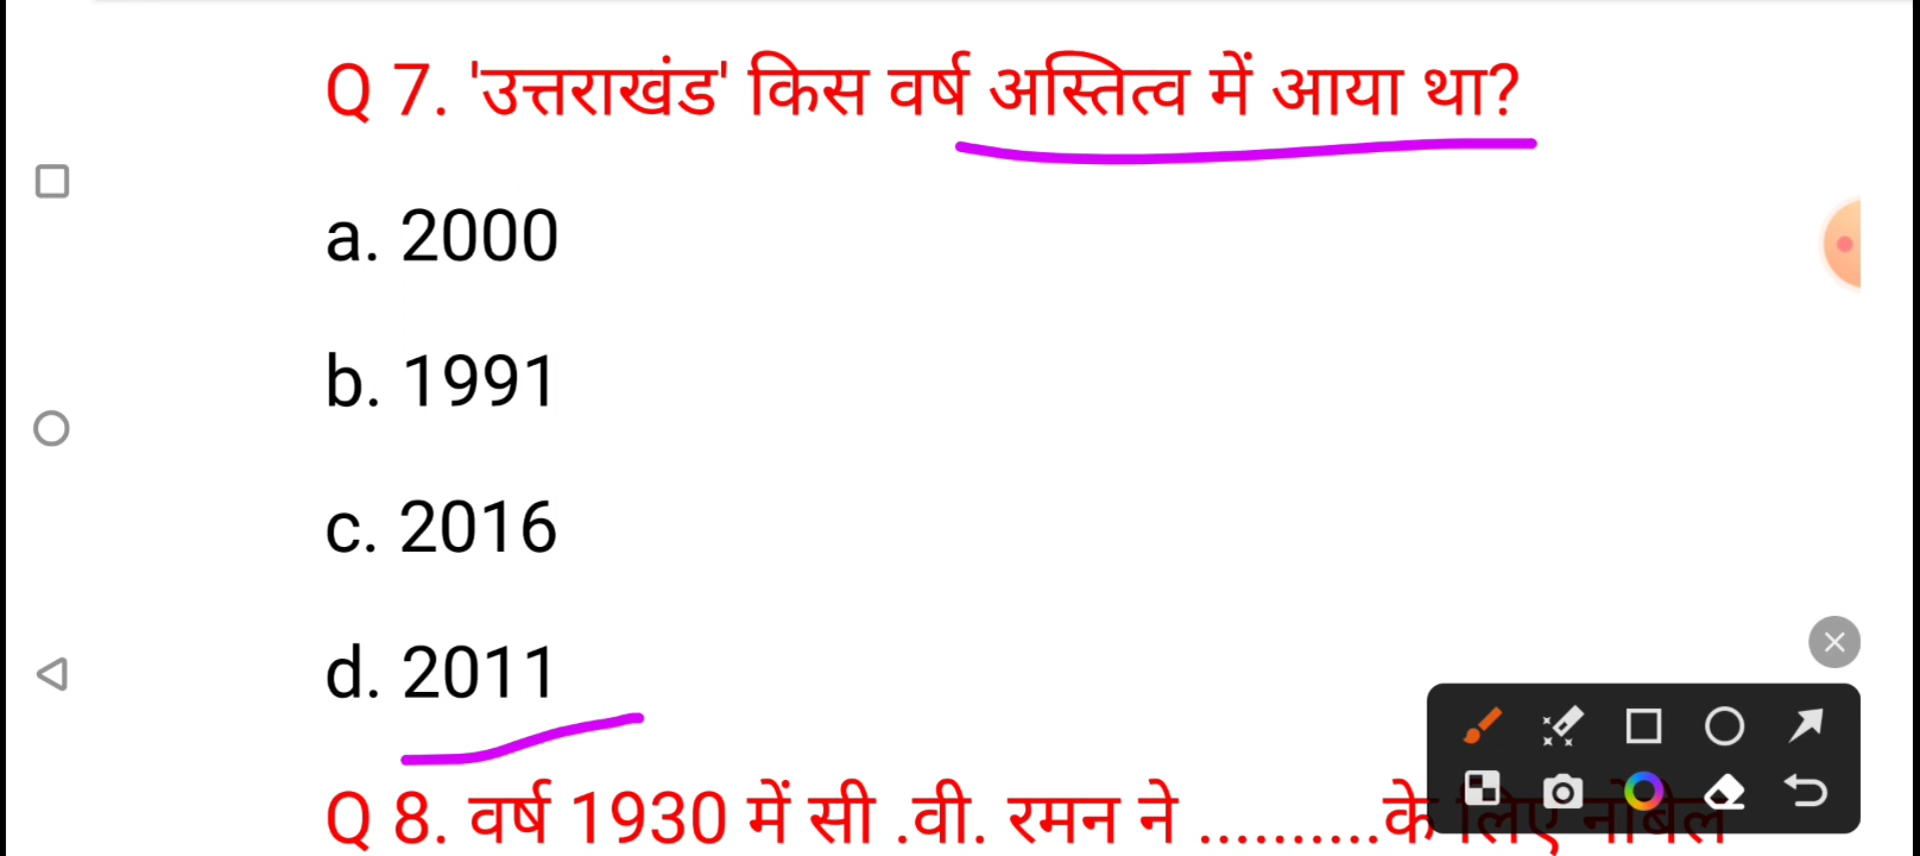 Q 7. 'उत्तराखंड' किस वर्ष अस्तित्व में आया था?
a. 2000
b. 1991
c. 2016
d. 2011
Q 8. वर्ष 1930 में सी .वी. रमन ने ..........के लिए नोबेल